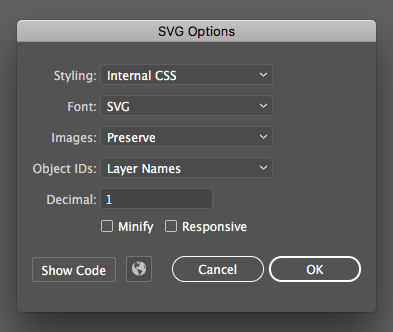 SVG Options
Styling: Internal CSS
Font: SVG
Images: Preserve
Object IDs: Layer Names
Decimal: 1
Minify Responsive
Show Code Cancel OK